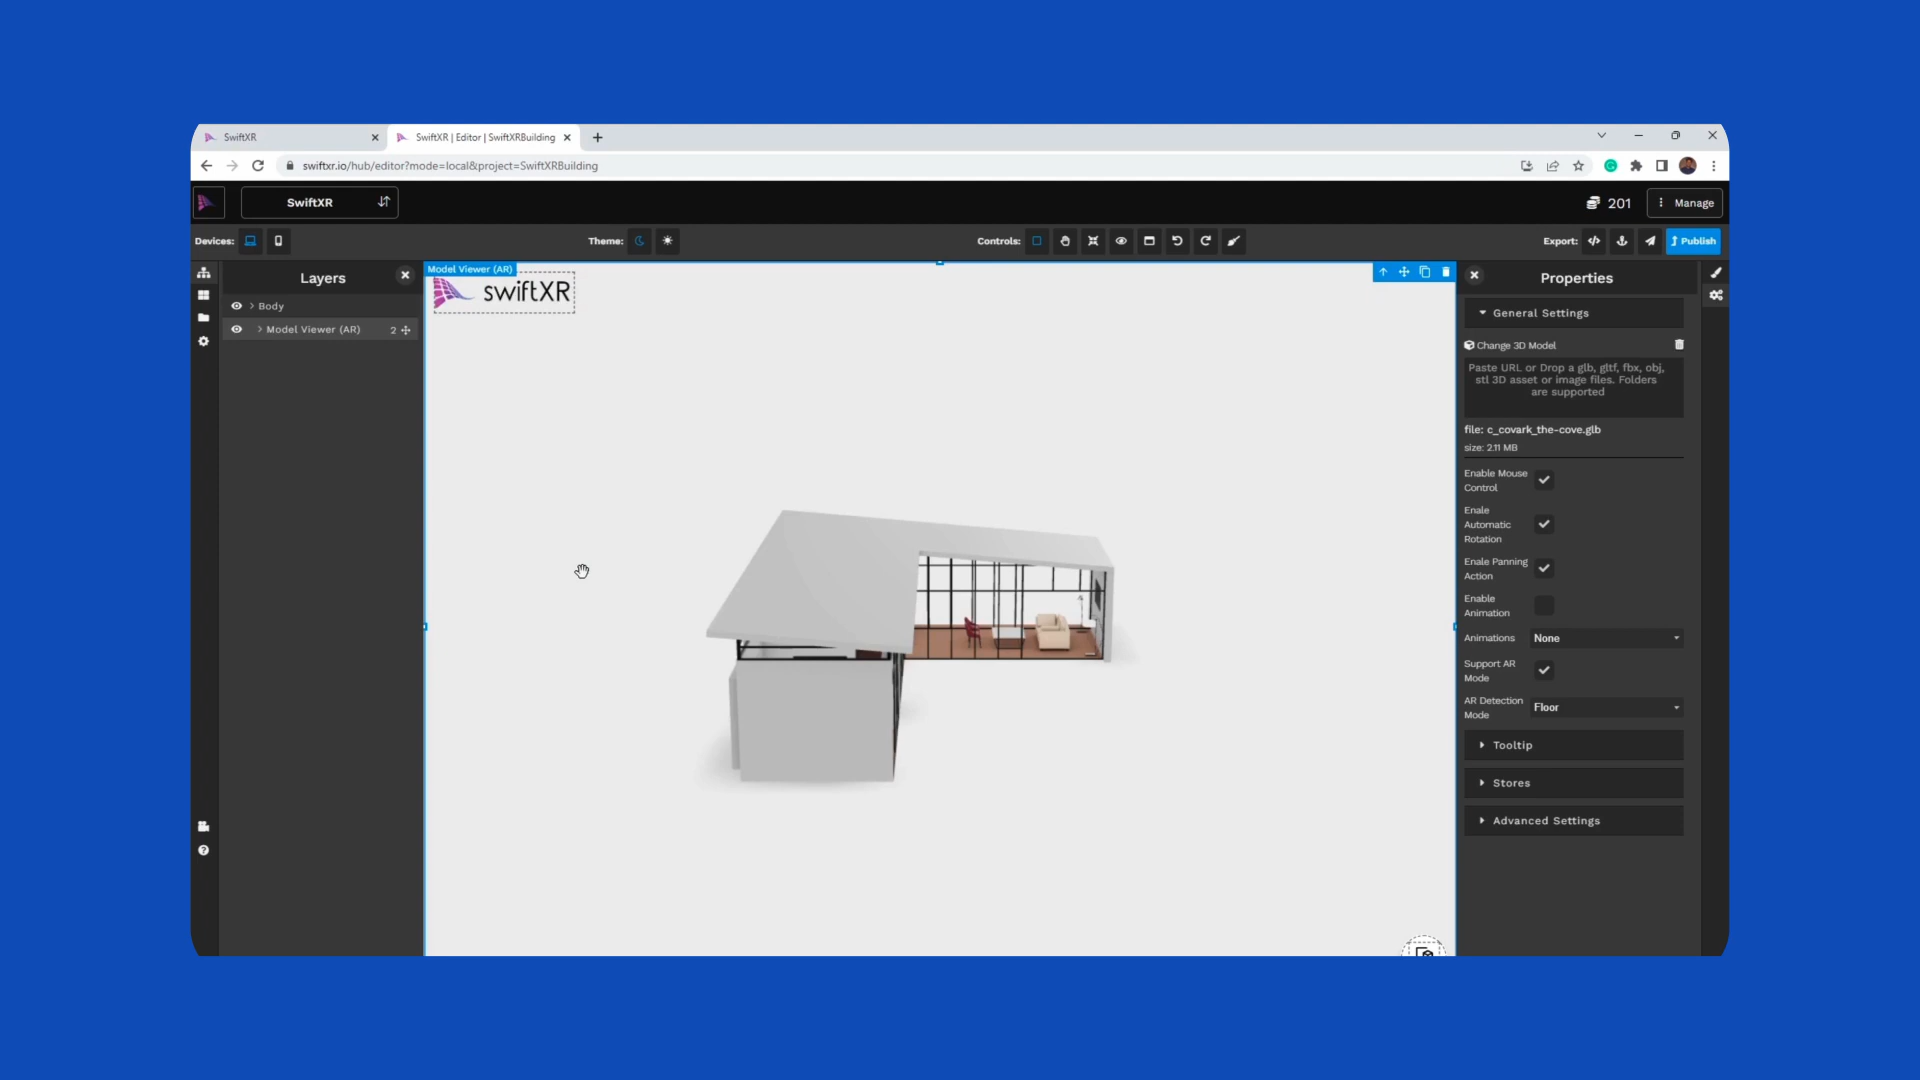 SwiftXR
SwiftXR | Editor | SwiftXRBuilding
swiftxr.io/hub/editor?mode=local&project=SwiftXRBuilding
SwiftXR
201
Manage
Devices:
Theme:
Controls:
Export:
Publish
Layers
Body
Model Viewer (AR)
2
Model Viewer (AR)
swiftXR
Properties
General Settings
Change 3D Model
Paste URL or Drop a glb, gltf, fbx, obj,
stl 3D asset or image files. Folders
are supported
file: c_covark_the-cove.glb
size: 2.11 MB
Enable Mouse
Control
Enale
Automatic
Rotation
Enale Panning
Action
Enable
Animation
Animations
None
Support AR
Mode
AR Detection
Mode
Floor
Tooltip
Stores
Advanced Settings